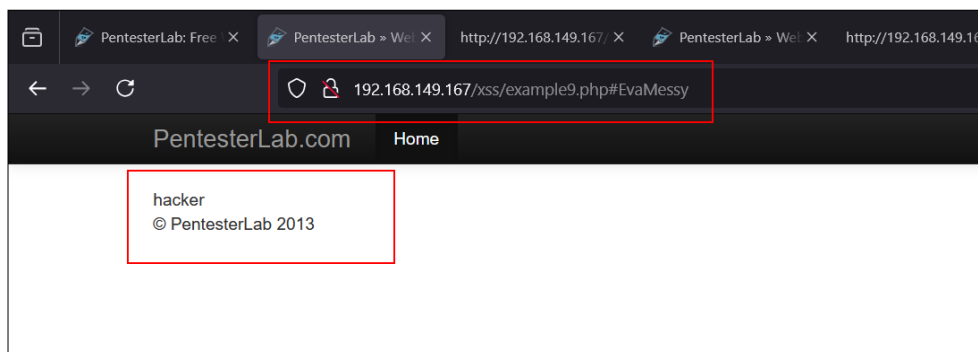 PentesterLab: Free
PentesterLab » Wel
http://192.168.149.167/
PentesterLab » Wel
http://192.168.149.16
192.168.149.167/xss/example9.php#EvaMessy
PentesterLab.com Home
hacker
© PentesterLab 2013